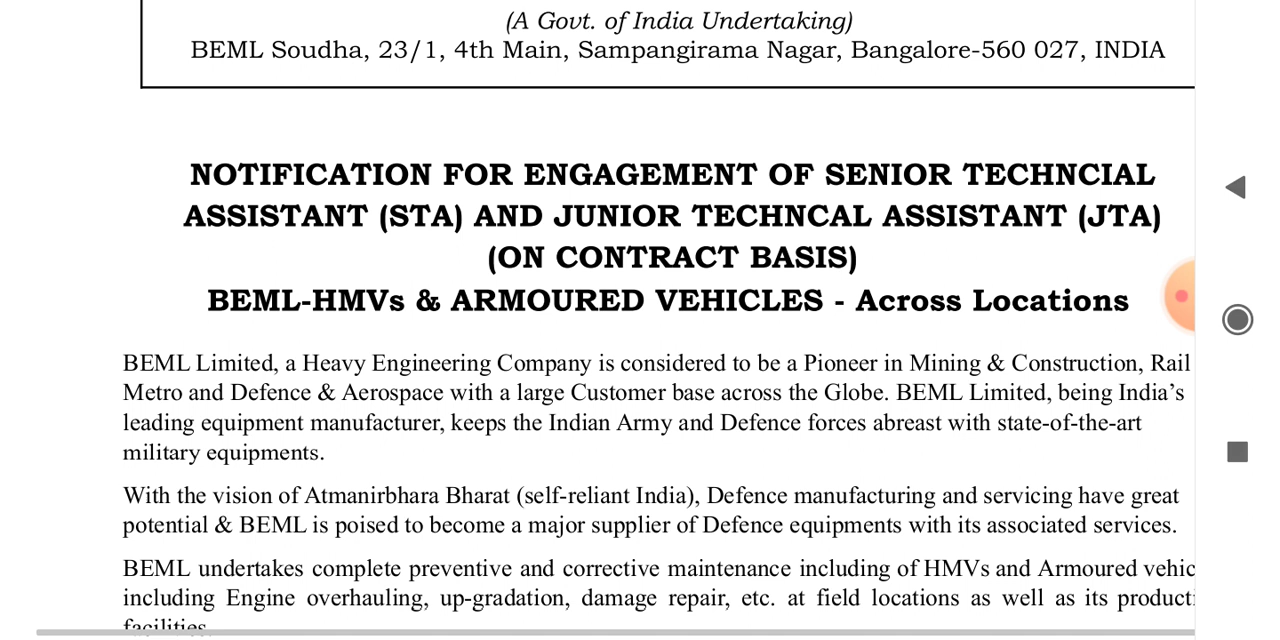 (A Govt. of India Undertaking)
BEML Soudha, 23/1, 4th Main, Sampangirama Nagar, Bangalore-560 027, INDIA
NOTIFICATION FOR ENGAGEMENT OF SENIOR TECHNCIAL
ASSISTANT (STA) AND JUNIOR TECHNCAL ASSISTANT (JTA)
(ON CONTRACT BASIS)
BEML-HMVs & ARMOURED VEHICLES - Across Locations
BEML Limited, a Heavy Engineering Company is considered to be a Pioneer in Mining & Construction, Rail
Metro and Defence & Aerospace with a large Customer base across the Globe. BEML Limited, being India’s
leading equipment manufacturer, keeps the Indian Army and Defence forces abreast with state-of-the-art
military equipments.
With the vision of Atmanirbhara Bharat (self-reliant India), Defence manufacturing and servicing have great
potential & BEML is poised to become a major supplier of Defence equipments with its associated services.
BEML undertakes complete preventive and corrective maintenance including of HMVs and Armoured vehic
including Engine overhauling, up-gradation, damage repair, etc. at field locations as well as its producti
facilities.